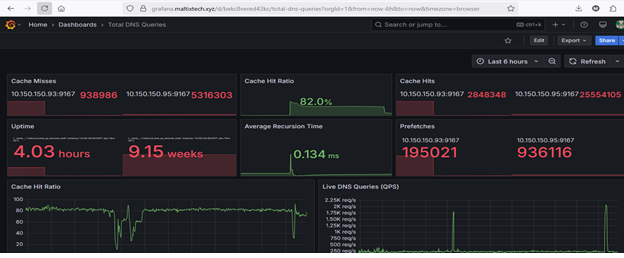 grafana.maltixtech.xyz/d/bekc8vered43kc/total-dns-queries?orgId=1&from=now-6h&to=now&timezone=browser
Home › Dashboards › Total DNS Queries
Search or jump to...
ctrl+k
Edit
Export
Share
Last 6 hours
Refresh
Cache Misses
10.150.150.93:9167 938986
10.150.150.95:9167 5316303
Cache Hit Ratio
82.0%
Cache Hits
10.150.150.93:9167 2848348
10.150.150.95:9167 25554105
Uptime
4.03 hours
9.15 weeks
Average Recursion Time
0.134 ms
Prefetches
10.150.150.93:9167
195021
10.150.150.95:9167
936116
Cache Hit Ratio
100
80
60
40
20
Live DNS Queries (QPS)
2.25K req/s
2K req/s
1.75K req/s
1.50K req/s
1.25K req/s
1K req/s
750 req/s
500 req/s
250 req/s